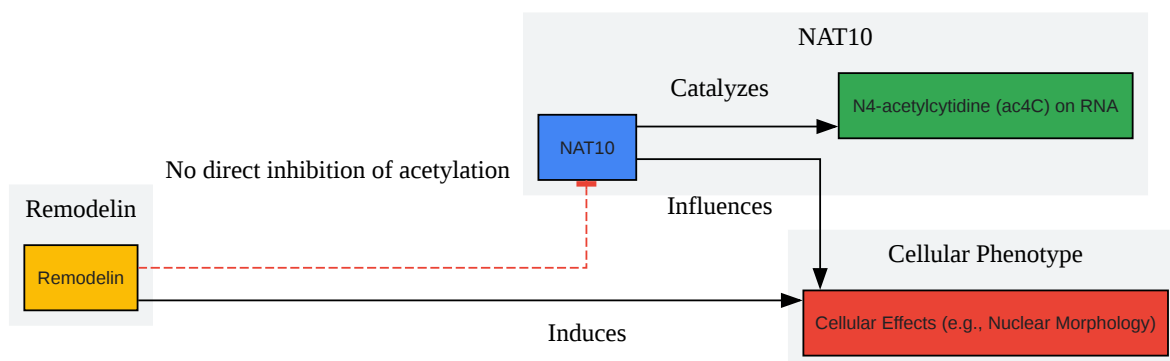 NAT10
Catalyzes
N4-acetylcytidine (ac4C) on RNA
NAT10
No direct inhibition of acetylation
Influences
Remodelin
Remodelin
Cellular Phenotype
Induces
Cellular Effects (e.g., Nuclear Morphology)